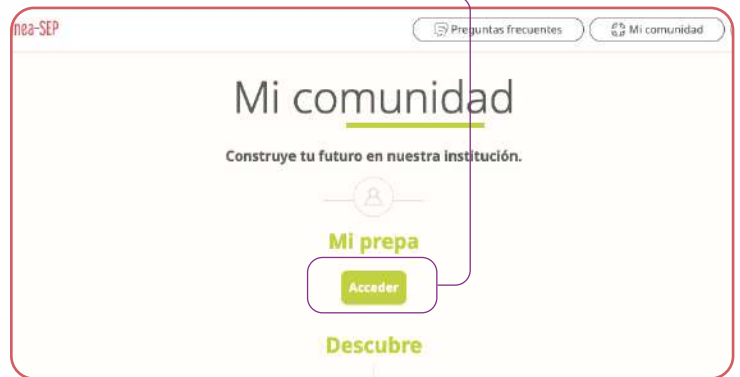 nea-SEP
Preguntas frecuentes
Mi comunidad
Mi comunidad
Construye tu futuro en nuestra institución.
Mi prepa
Acceder
Descubre